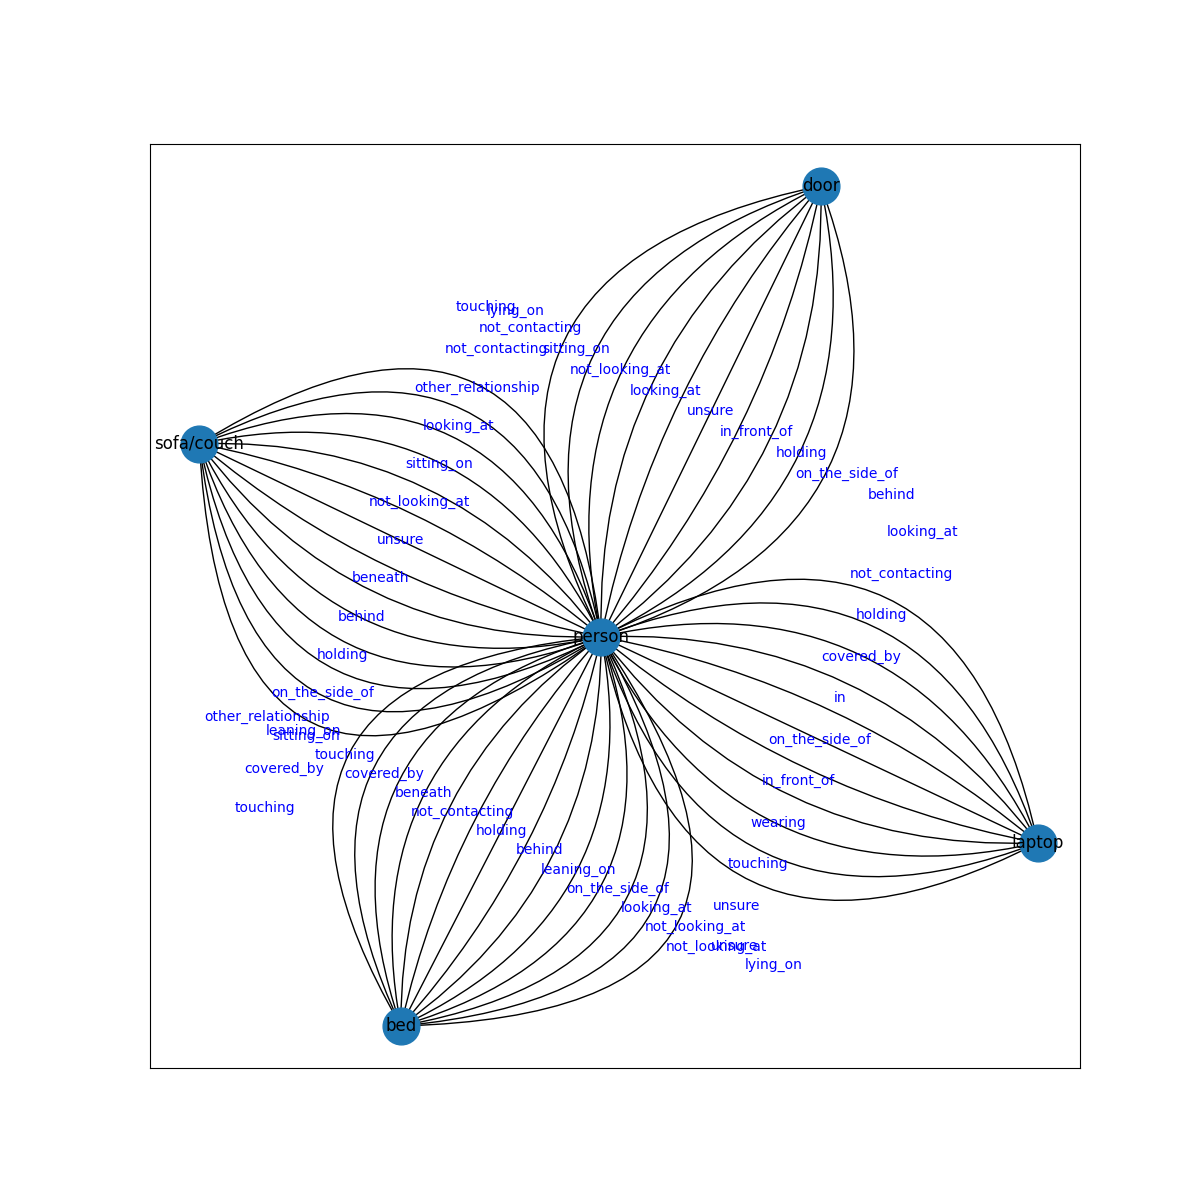 door
touching
lying_on
not_contacting
not_contacting
sitting_on
not_looking_at
other_relationship
looking_at
unsure
looking_at
in_front_of
sofa/couch
holding
sitting_on
on_the_side_of
behind
not_looking_at
looking_at
unsure
not_contacting
beneath
behind
holding
person
holding
covered_by
on_the_side_of
in
other_relationship
leaning_on
sitting_on
on_the_side_of
touching
covered_by
covered_by
in_front_of
beneath
touching
not_contacting
wearing
holding
laptop
behind
touching
leaning_on
on_the_side_of
looking_at
unsure
not_looking_at
not_looking_at
unsure
lying_on
bed